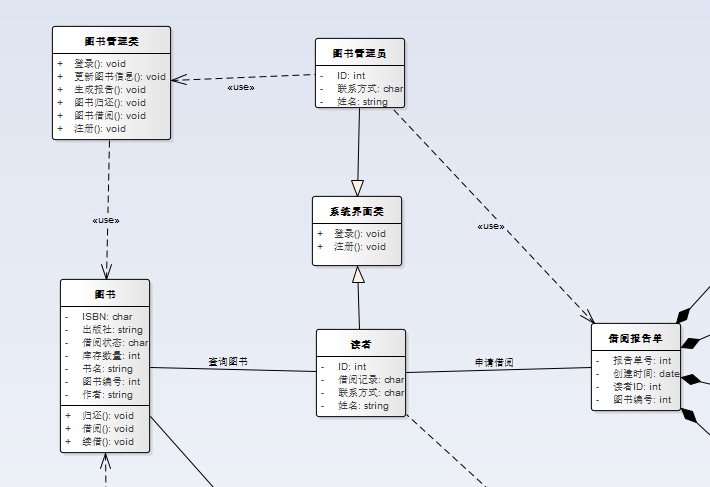 图书管理类
+ 登录(): void
+ 更新图书信息(): void
+ 生成报告(): void
+ 图书归还(): void
+ 图书借阅(): void
+ 注册(): void
图书管理员
- ID: int
- 联系方式: char
- 姓名: string
«use»
«use»
«use»
系统界面类
+ 登录(): void
+ 注册(): void
图书
- ISBN: char
- 出版社: string
- 借阅状态: char
- 库存数量: int
- 书名: string
- 图书编号: int
- 作者: string
+ 归还(): void
+ 借阅(): void
+ 续借(): void
查询图书
读者
- ID: int
- 借阅记录: char
- 联系方式: char
- 姓名: string
申请借阅
借阅报告单
- 报告单号: int
- 创建时间: date
- 读者ID: int
- 图书编号: int